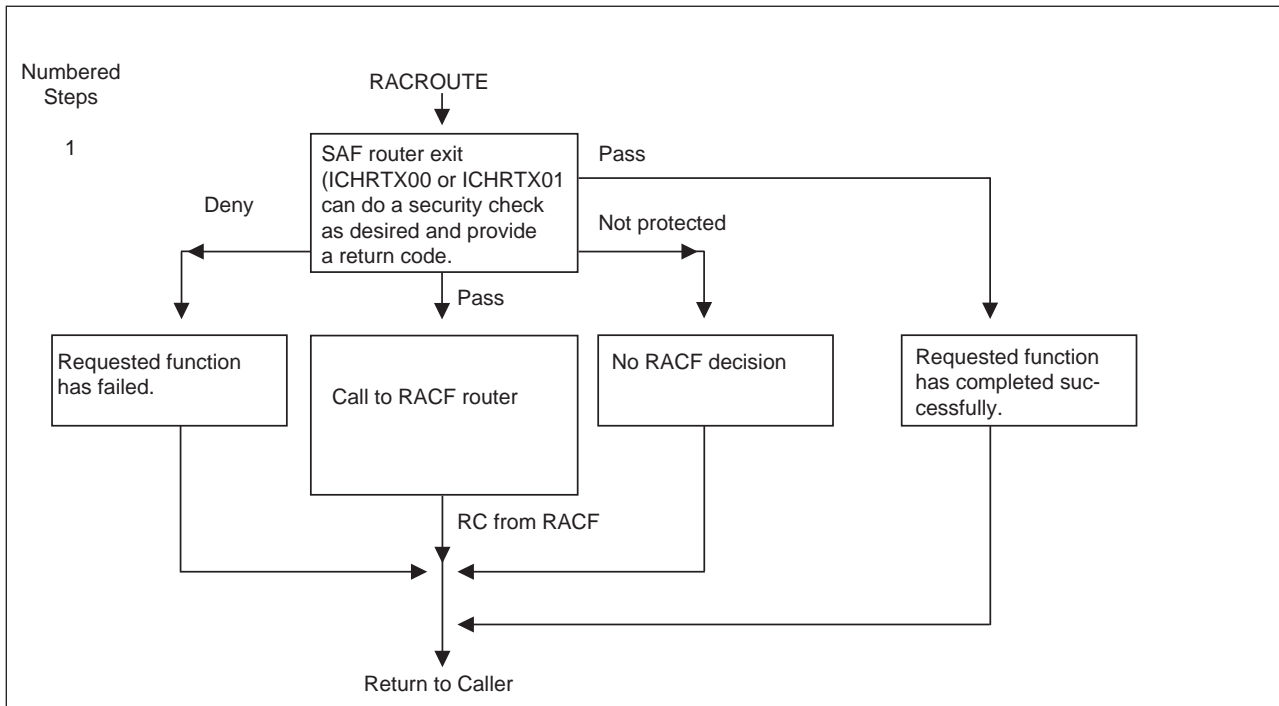 Numbered
Steps
RACROUTE
1
SAF router exit
(ICHRTX00 or ICHRTX01
can do a security check
as desired and provide
a return code.
Pass
Deny
Not protected
Pass
Requested function
has failed.
Call to RACF router
No RACF decision
Requested function
has completed suc-
cessfully.
RC from RACF
Return to Caller